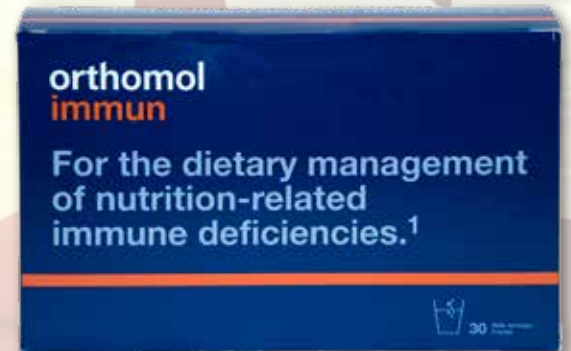 orthomol
immun
For the dietary management
of nutrition-related
immune deficiencies.¹
30